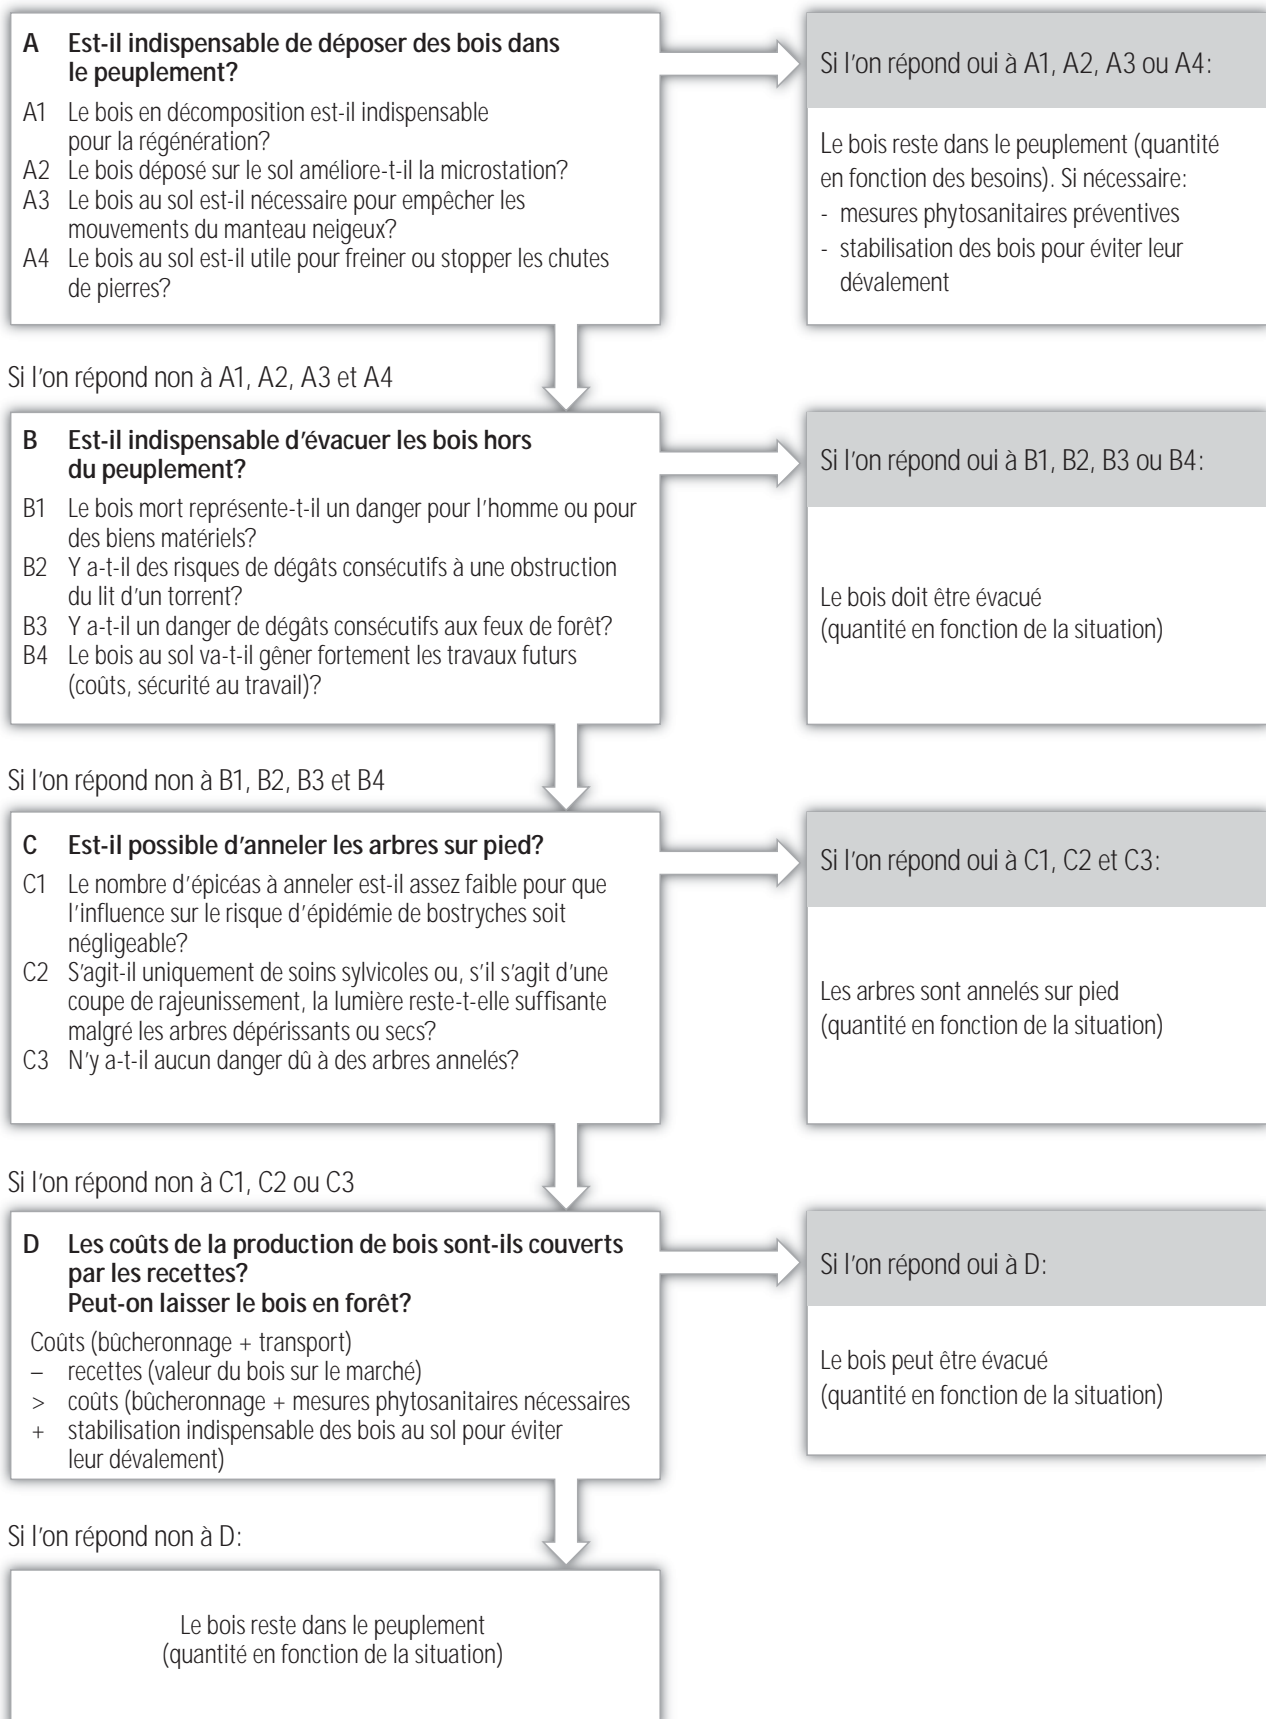 A Est-il indispensable de déposer des bois dans
le peuplement?
A1 Le bois en décomposition est-il indispensable
pour la régénération?
A2 Le bois déposé sur le sol améliore-t-il la microstation?
A3 Le bois au sol est-il nécessaire pour empêcher les
mouvements du manteau neigeux?
A4 Le bois au sol est-il utile pour freiner ou stopper les chutes
de pierres?
Si l'on répond oui à A1, A2, A3 ou A4:
Le bois reste dans le peuplement (quantité
en fonction des besoins). Si nécessaire:
- mesures phytosanitaires préventives
- stabilisation des bois pour éviter leur
dévalement
Si l'on répond non à A1, A2, A3 et A4
B Est-il indispensable d'évacuer les bois hors
du peuplement?
B1 Le bois mort représente-t-il un danger pour l'homme ou pour
des biens matériels?
B2 Y a-t-il des risques de dégâts consécutifs à une obstruction
du lit d'un torrent?
B3 Y a-t-il un danger de dégâts consécutifs aux feux de forêt?
B4 Le bois au sol va-t-il gêner fortement les travaux futurs
(coûts, sécurité au travail)?
Si l'on répond oui à B1, B2, B3 ou B4:
Le bois doit être évacué
(quantité en fonction de la situation)
Si l'on répond non à B1, B2, B3 et B4
C Est-il possible d'anneler les arbres sur pied?
C1 Le nombre d'épicéas à anneler est-il assez faible pour que
l'influence sur le risque d'épidémie de bostryches soit
négligeable?
C2 S'agit-il uniquement de soins sylvicoles ou, s'il s'agit d'une
coupe de rajeunissement, la lumière reste-t-elle suffisante
malgré les arbres dépérissants ou secs?
C3 N'y a-t-il aucun danger dû à des arbres annelés?
Si l'on répond oui à C1, C2 et C3:
Les arbres sont annelés sur pied
(quantité en fonction de la situation)
Si l'on répond non à C1, C2 ou C3
D Les coûts de la production de bois sont-ils couverts
par les recettes?
Peut-on laisser le bois en forêt?
Coûts (bûcheronnage + transport)
– recettes (valeur du bois sur le marché)
> coûts (bûcheronnage + mesures phytosanitaires nécessaires
+ stabilisation indispensable des bois au sol pour éviter
leur dévalement)
Si l'on répond oui à D:
Le bois peut être évacué
(quantité en fonction de la situation)
Si l'on répond non à D:
Le bois reste dans le peuplement
(quantité en fonction de la situation)